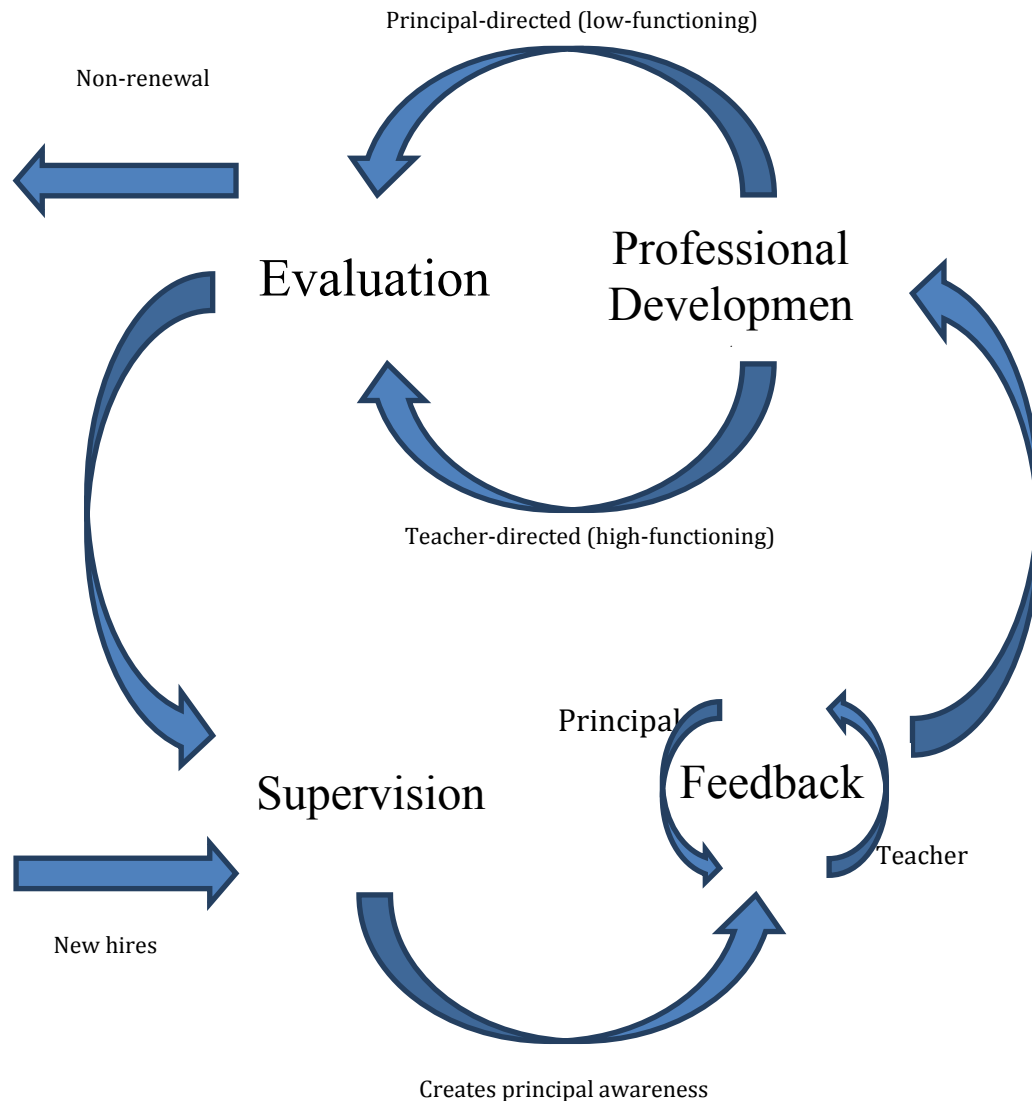 Principal-directed (low-functioning)
Non-renewal
Evaluation
Professional
Developmen
Teacher-directed (high-functioning)
Principal
Feedback
Supervision
Teacher
New hires
Creates principal awareness